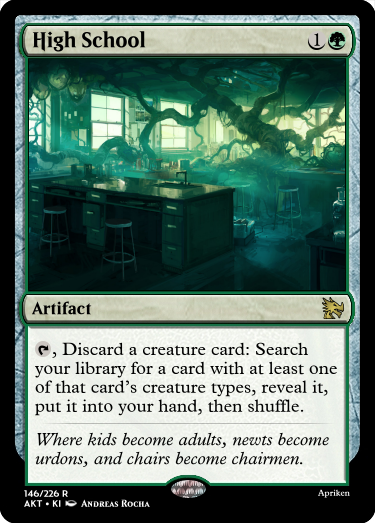 High School 1
Artifact
, Discard a creature card: Search
your library for a card with at least one
of that card's creature types, reveal it,
put it into your hand, then shuffle.
Where kids become adults, newts become
urdons, and chairs become chairmen.
146/226 R Apriken
AKT • KI Andreas Rocha